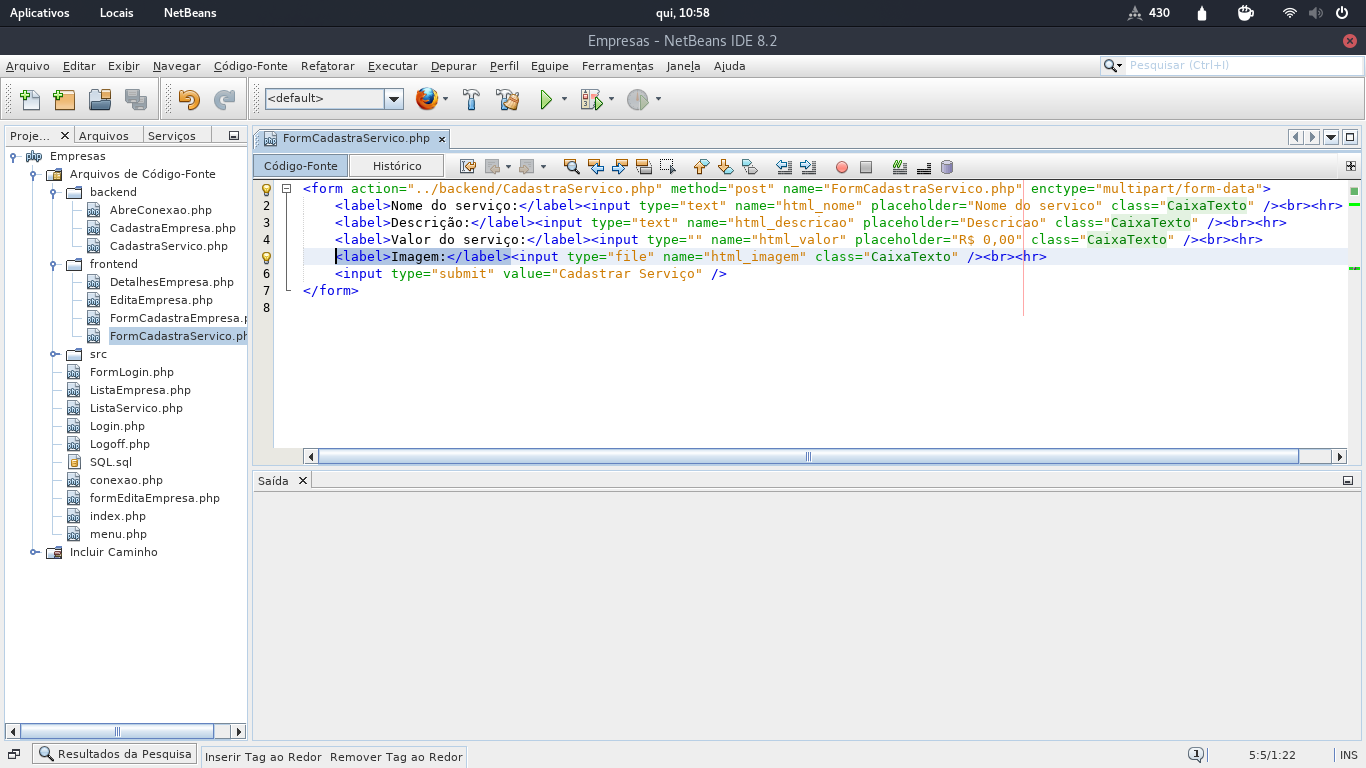 Aplicativos Locais NetBeans qui, 10:58 430
Empresas - NetBeans IDE 8.2
Arquivo Editar Exibir Navegar Código-Fonte Refatorar Executar Depurar Perfil Equipe Ferramentas Janela Ajuda Pesquisar (Ctrl+I)
<default>
Proje... Arquivos Serviços
FormCadastraServico.php
Código-Fonte Histórico
Empresas
Arquivos de Código-Fonte
backend
AbreConexao.php
CadastraEmpresa.php
CadastraServico.php
frontend
DetalhesEmpresa.php
EditaEmpresa.php
FormCadastraEmpresa.p
FormCadastraServico.ph
src
FormLogin.php
ListaEmpresa.php
ListaServico.php
Login.php
Logoff.php
SQL.sql
conexao.php
formEditaEmpresa.php
index.php
menu.php
Incluir Caminho
<form action="../backend/CadastraServico.php" method="post" name="FormCadastraServico.php" enctype="multipart/form-data">
2 <label>Nome do serviço:</label><input type="text" name="html_nome" placeholder="Nome do servico" class="CaixaTexto" /><br><hr>
3 <label>Descrição:</label><input type="text" name="html_descricao" placeholder="Descricao" class="CaixaTexto" /><br><hr>
4 <label>Valor do serviço:</label><input type="" name="html_valor" placeholder="R$ 0,00" class="CaixaTexto" /><br><hr>
<label>Imagem:</label><input type="file" name="html_imagem" class="CaixaTexto" /><br><hr>
6 <input type="submit" value="Cadastrar Serviço" />
7 </form>
8
Saída
Resultados da Pesquisa Inserir Tag ao Redor Remover Tag ao Redor 1 5:5/1:22 INS